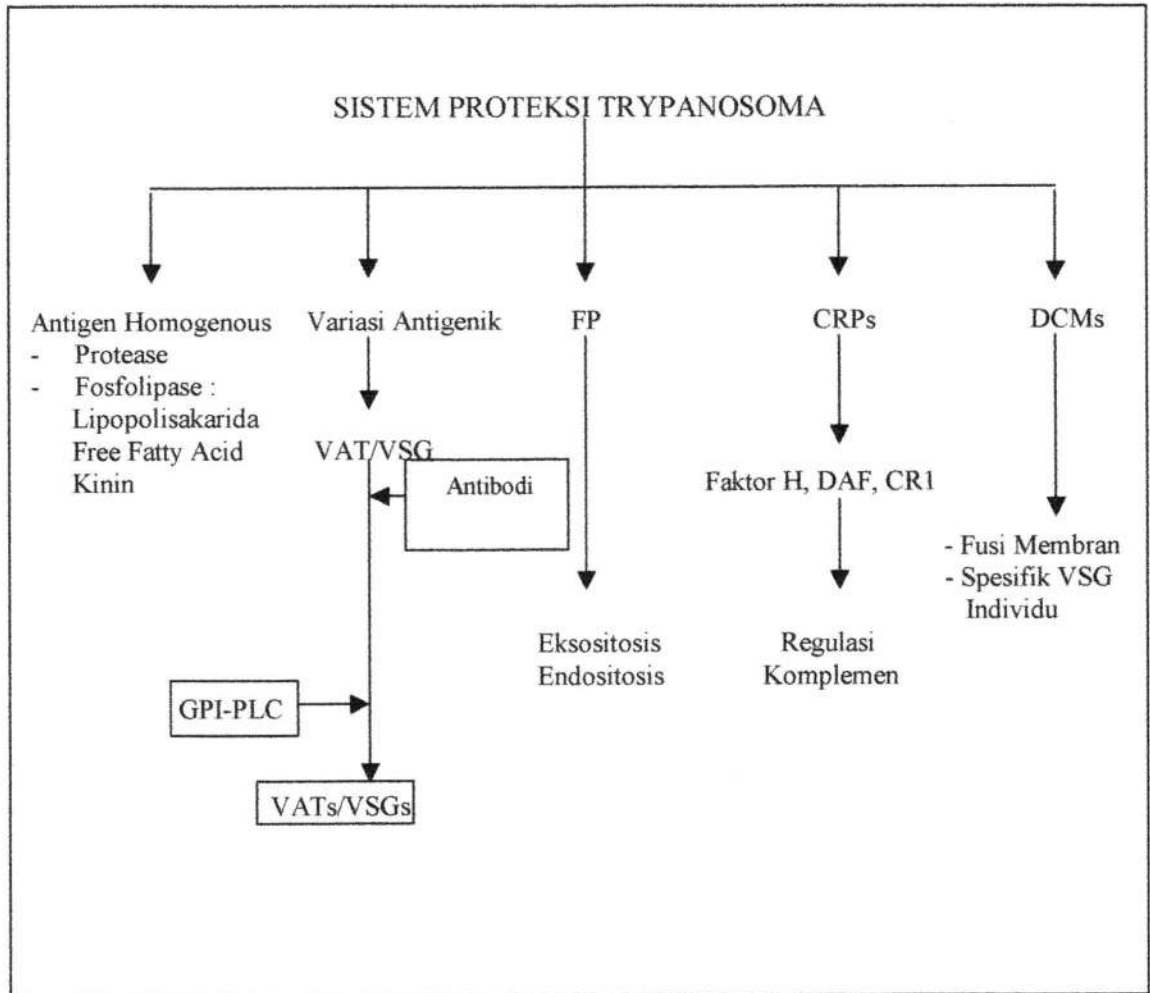 SISTEM PROTEKSI TRYPANOSOMA
Antigen Homogenous
- Protease
- Fosfolipase :
Lipopolisakarida
Free Fatty Acid
Kinin
Variasi Antigenik
VAT/VSG
Antibodi
GPI-PLC
VATs/VSGs
FP
Eksositosis
Endositosis
CRPs
Faktor H, DAF, CR1
Regulasi
Komplemen
DCMs
- Fusi Membran
- Spesifik VSG
Individu